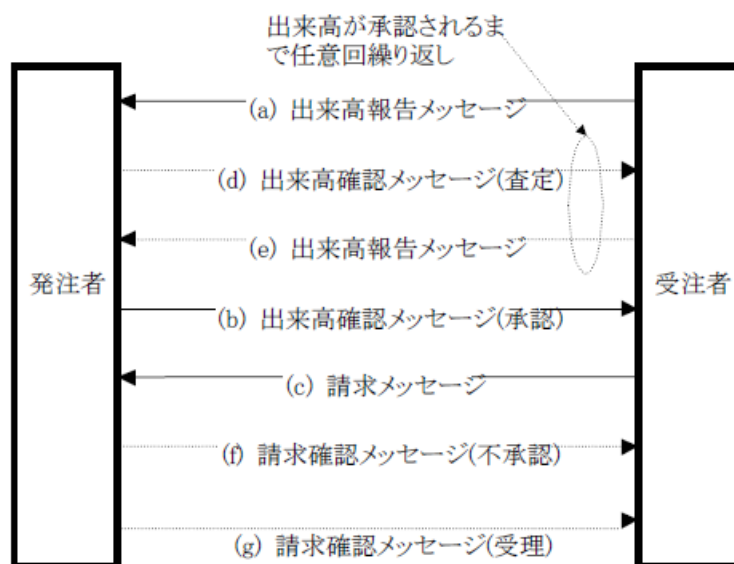 出来高が承認されるま
で任意回繰り返し
(a) 出来高報告メッセージ
(d) 出来高確認メッセージ(査定)
(e) 出来高報告メッセージ
発注者
受注者
(b) 出来高確認メッセージ(承認)
(c) 請求メッセージ
(f) 請求確認メッセージ(不承認)
(g) 請求確認メッセージ(受理)